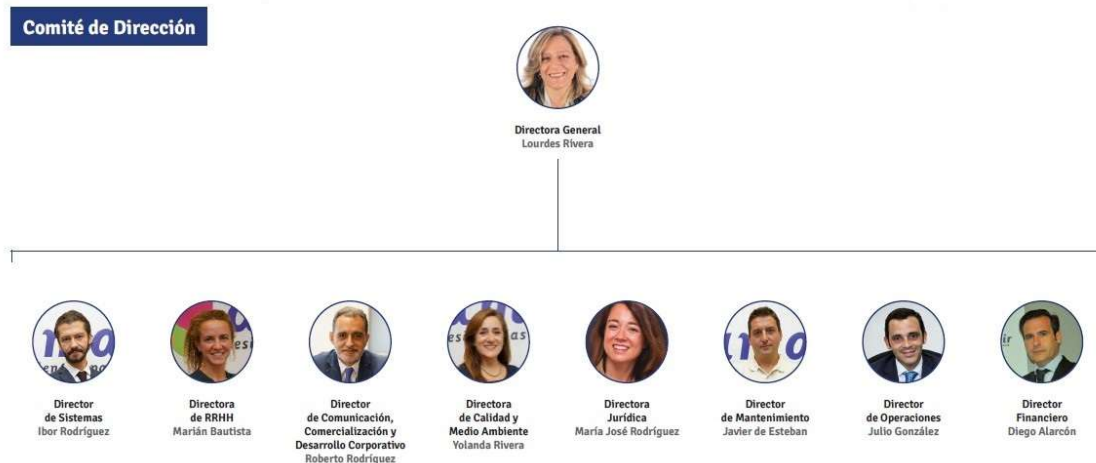 Comité de Dirección
Directora General
Lourdes Rivera
Director
de Sistemas
Ibor Rodríguez
Directora
de RRHH
Marián Bautista
Director
de Comunicación,
Comercialización y
Desarrollo Corporativo
Roberto Rodríguez
Directora
de Calidad y
Medio Ambiente
Yolanda Rivera
Directora
Jurídica
María José Rodríguez
Director
de Mantenimiento
Javier de Esteban
Director
de Operaciones
Julio González
Director
Financiero
Diego Alarcón